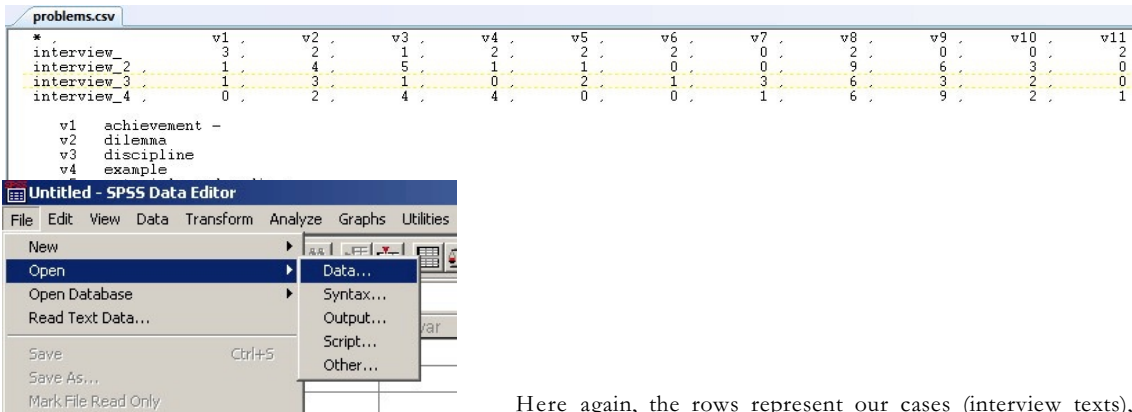 problems.csv
* , v1 , v2 , v3 , v4 , v5 , v6 , v7 , v8 , v9 , v10 , v11
interview_ 3 , 2 , 1 , 2 , 2 , 2 , 0 , 2 , 0 , 0 , 2
interview_2 , 1 , 4 , 5 , 1 , 1 , 0 , 0 , 9 , 6 , 3 , 0
interview_3 , 1 , 3 , 1 , 0 , 2 , 1 , 3 , 6 , 3 , 2 , 0
interview_4 , 0 , 2 , 4 , 4 , 0 , 0 , 1 , 6 , 9 , 2 , 1
v1 achievement -
v2 dilemma
v3 discipline
v4 example
Untitled - SPSS Data Editor
File Edit View Data Transform Analyze Graphs Utilities
New
Open
Data...
Open Database
Syntax...
Read Text Data...
Output...
var
Script...
Save Ctrl+S
Other...
Save As...
Mark File Read Only
Here again, the rows represent our cases (interview texts),